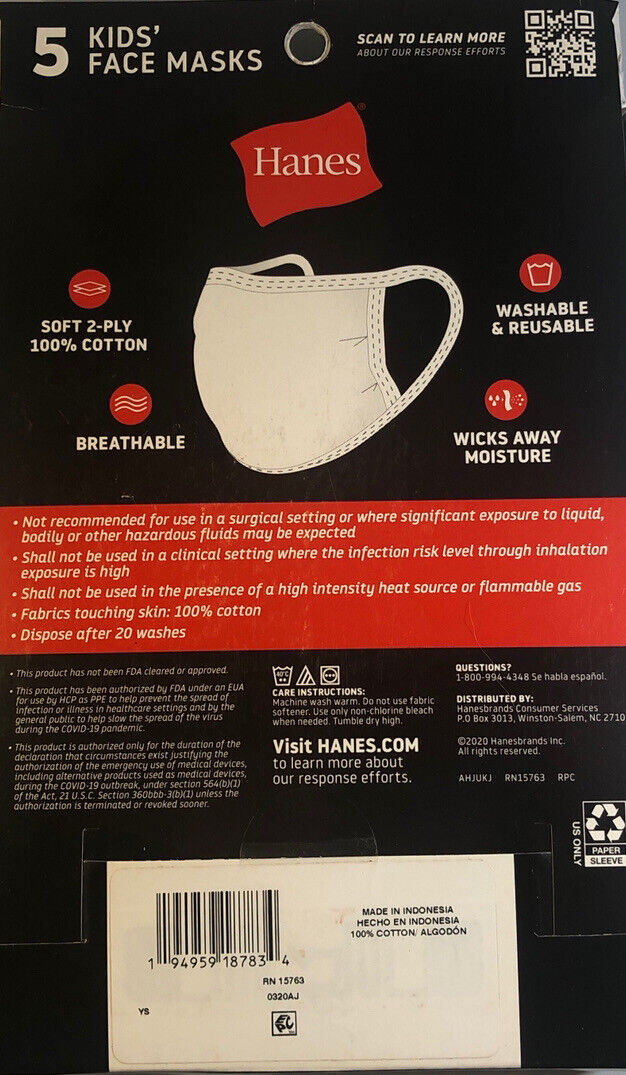 5 KIDS'
FACE MASKS
SCAN TO LEARN MORE
ABOUT OUR RESPONSE EFFORTS
Hanes®
SOFT 2-PLY
100% COTTON
WASHABLE
& REUSABLE
BREATHABLE
WICKS AWAY
MOISTURE
• Not recommended for use in a surgical setting or where significant exposure to liquid,
bodily or other hazardous fluids may be expected
• Shall not be used in a clinical setting where the infection risk level through inhalation
exposure is high
• Shall not be used in the presence of a high intensity heat source or flammable gas
• Fabrics touching skin: 100% cotton
• Dispose after 20 washes
• This product has not been FDA cleared or approved.
• This product has been authorized by FDA under an EUA
for use by HCP as PPE to help prevent the spread of
infection or illness in healthcare settings and by the
general public to help slow the spread of the virus
during the COVID-19 pandemic.
• This product is authorized only for the duration of the
declaration that circumstances exist justifying the
authorization of the emergency use of medical devices,
including alternative products used as medical devices,
during the COVID-19 outbreak, under section 564(b)(1)
of the Act, 21 U.S.C. Section 360bbb-3(b)(1) unless the
authorization is terminated or revoked sooner.
40°C
CARE INSTRUCTIONS:
Machine wash warm. Do not use fabric
softener. Use only non-chlorine bleach
when needed. Tumble dry high.
Visit HANES.COM
to learn more about
our response efforts.
QUESTIONS?
1-800-994-4348 Se habla español.
DISTRIBUTED BY:
Hanesbrands Consumer Services
P.O Box 3013, Winston-Salem, NC 2710
©2020 Hanesbrands Inc.
All rights reserved.
AHJUKJ RN15763 RPC
US ONLY
PAPER
SLEEVE
1 94959 18783 4
RN 15763
0320AJ
YS
EPC
MADE IN INDONESIA
HECHO EN INDONESIA
100% COTTON/ ALGODÓN